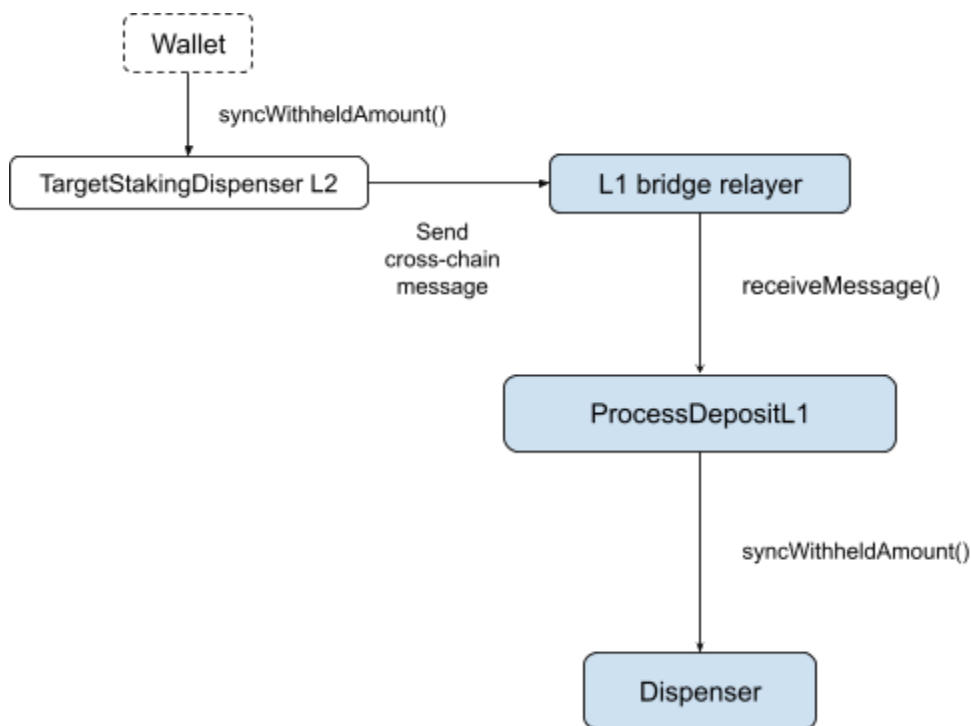 Wallet
syncWithheldAmount()
TargetStakingDispenser L2
L1 bridge relayer
Send
cross-chain
message
receiveMessage()
ProcessDepositL1
syncWithheldAmount()
Dispenser